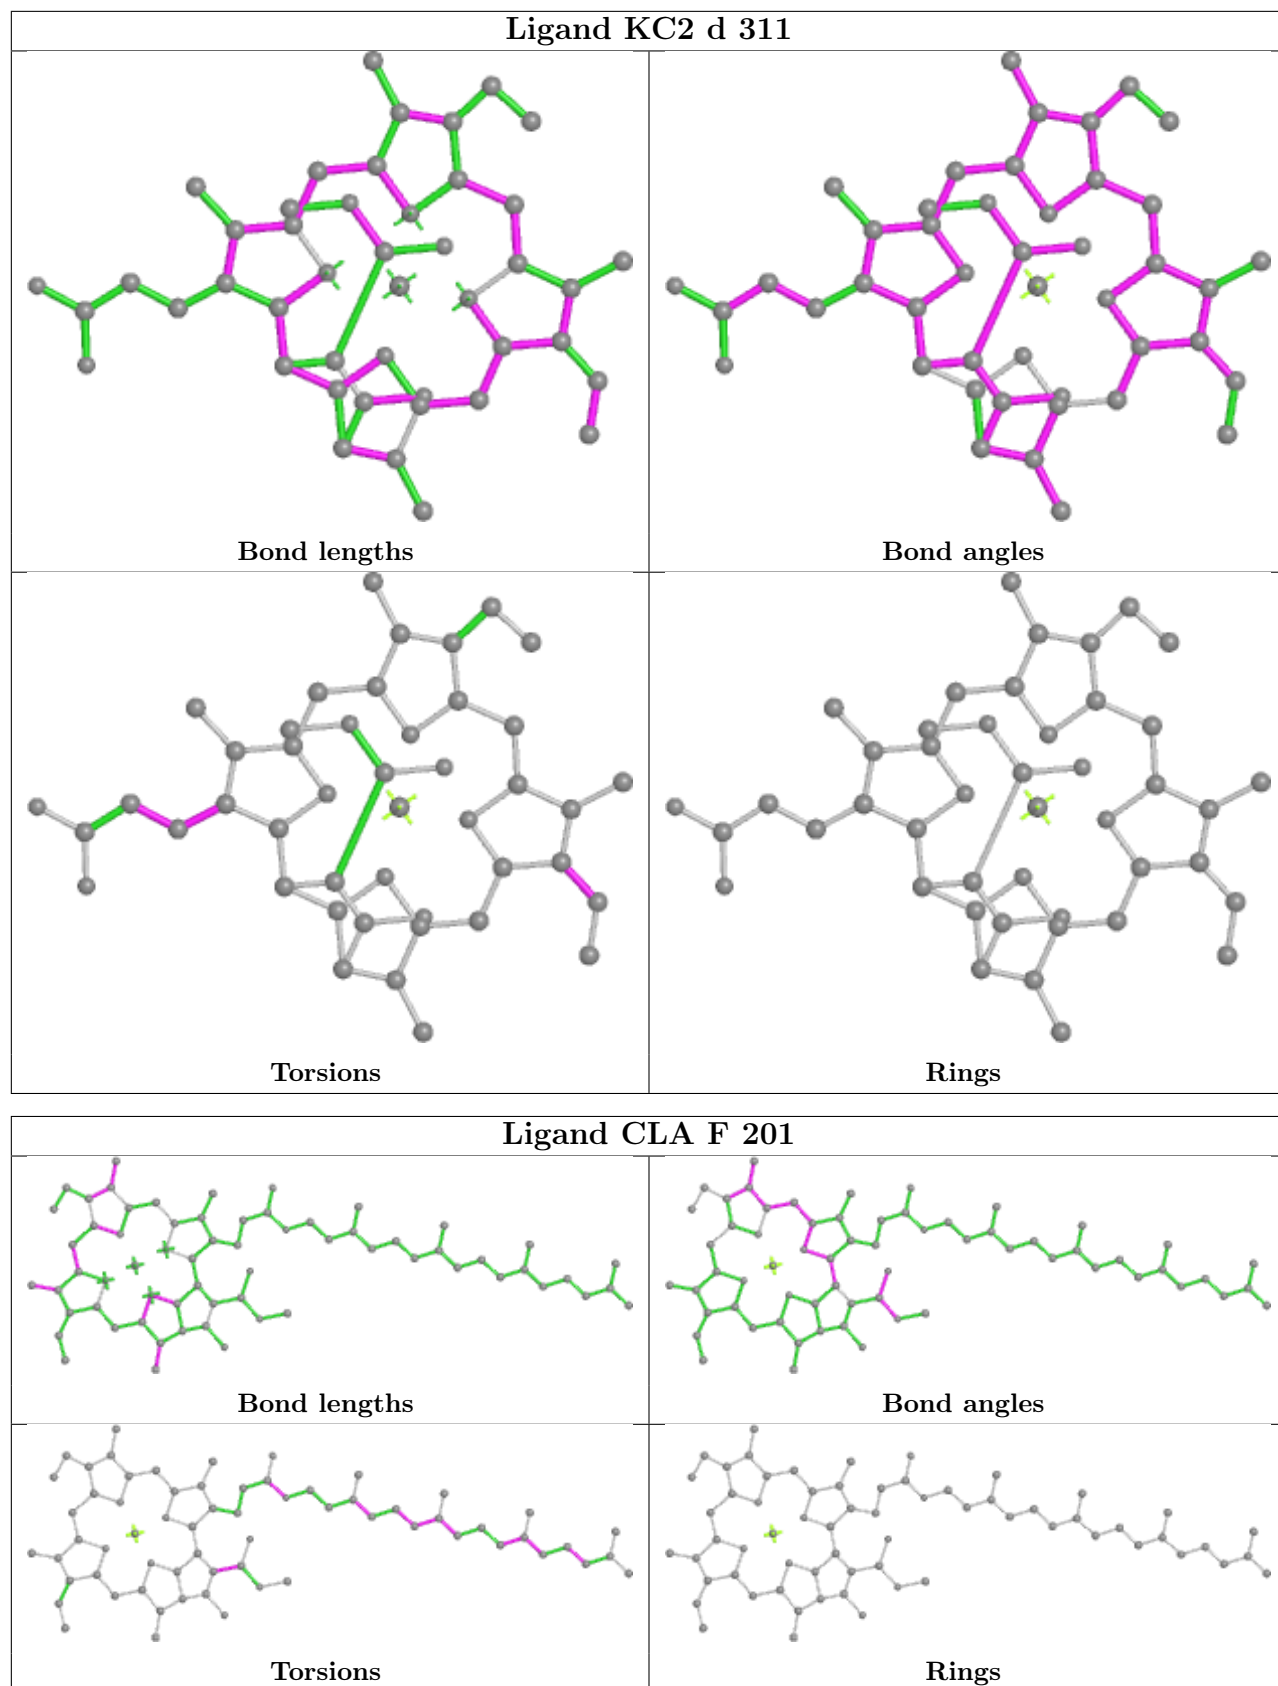 Ligand KC2 d 311
Bond lengths
Bond angles
Torsions
Rings
Ligand CLA F 201
Bond lengths
Bond angles
Torsions
Rings